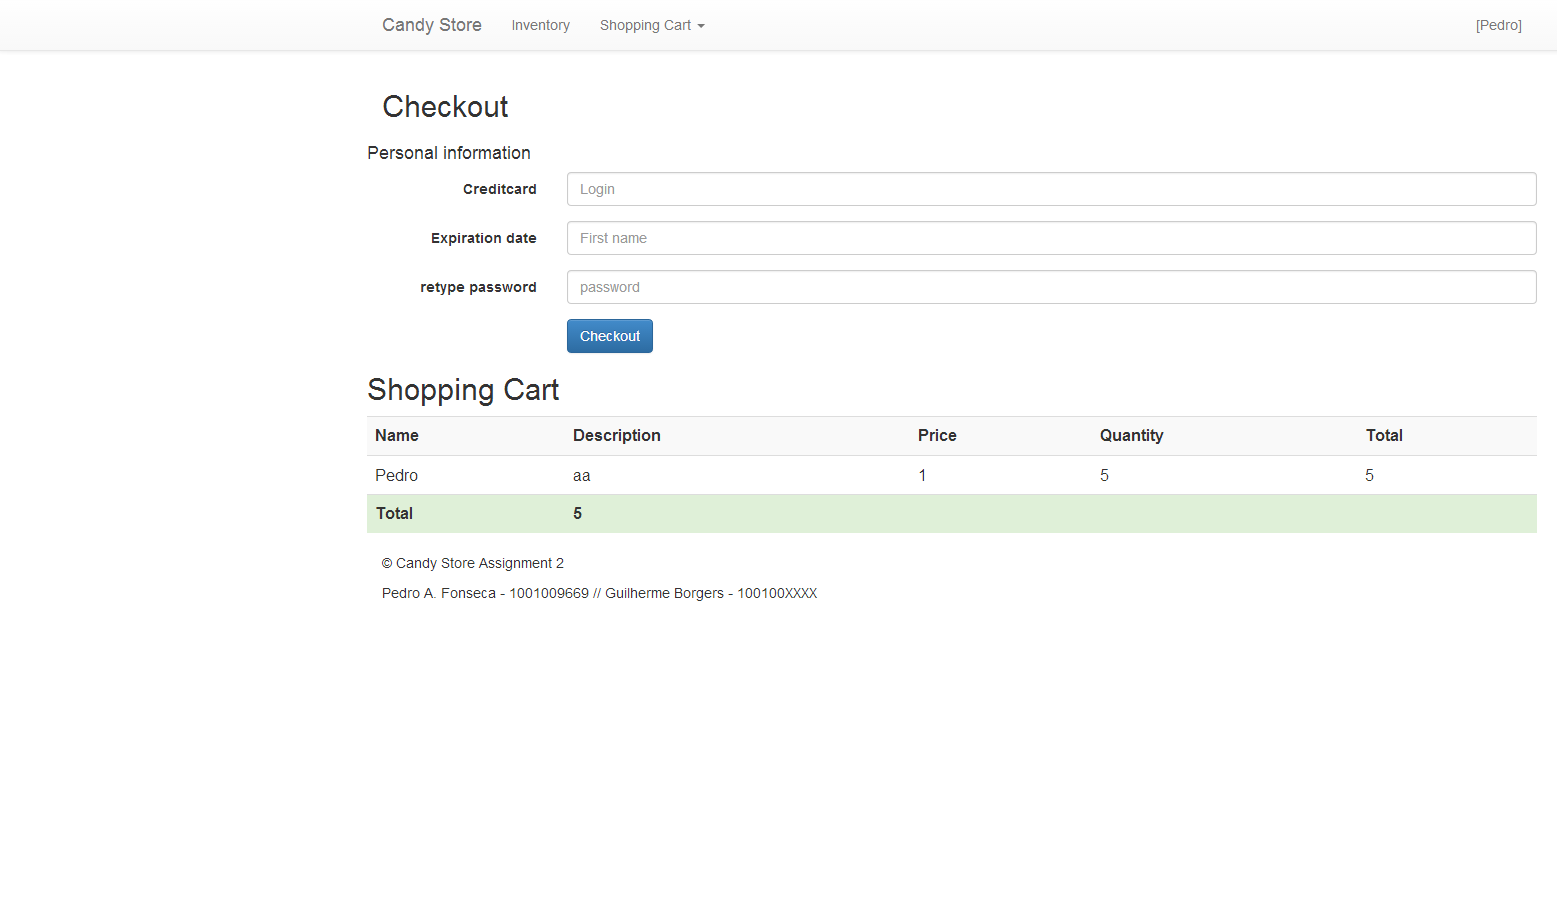 Candy Store Inventory Shopping Cart [Pedro]
Checkout
Personal information
Creditcard Login
Expiration date First name
retype password password
Checkout
Shopping Cart
Name Description Price Quantity Total
Pedro aa 1 5 5
Total 5
© Candy Store Assignment 2
Pedro A. Fonseca - 1001009669 // Guilherme Borgers - 100100XXXX